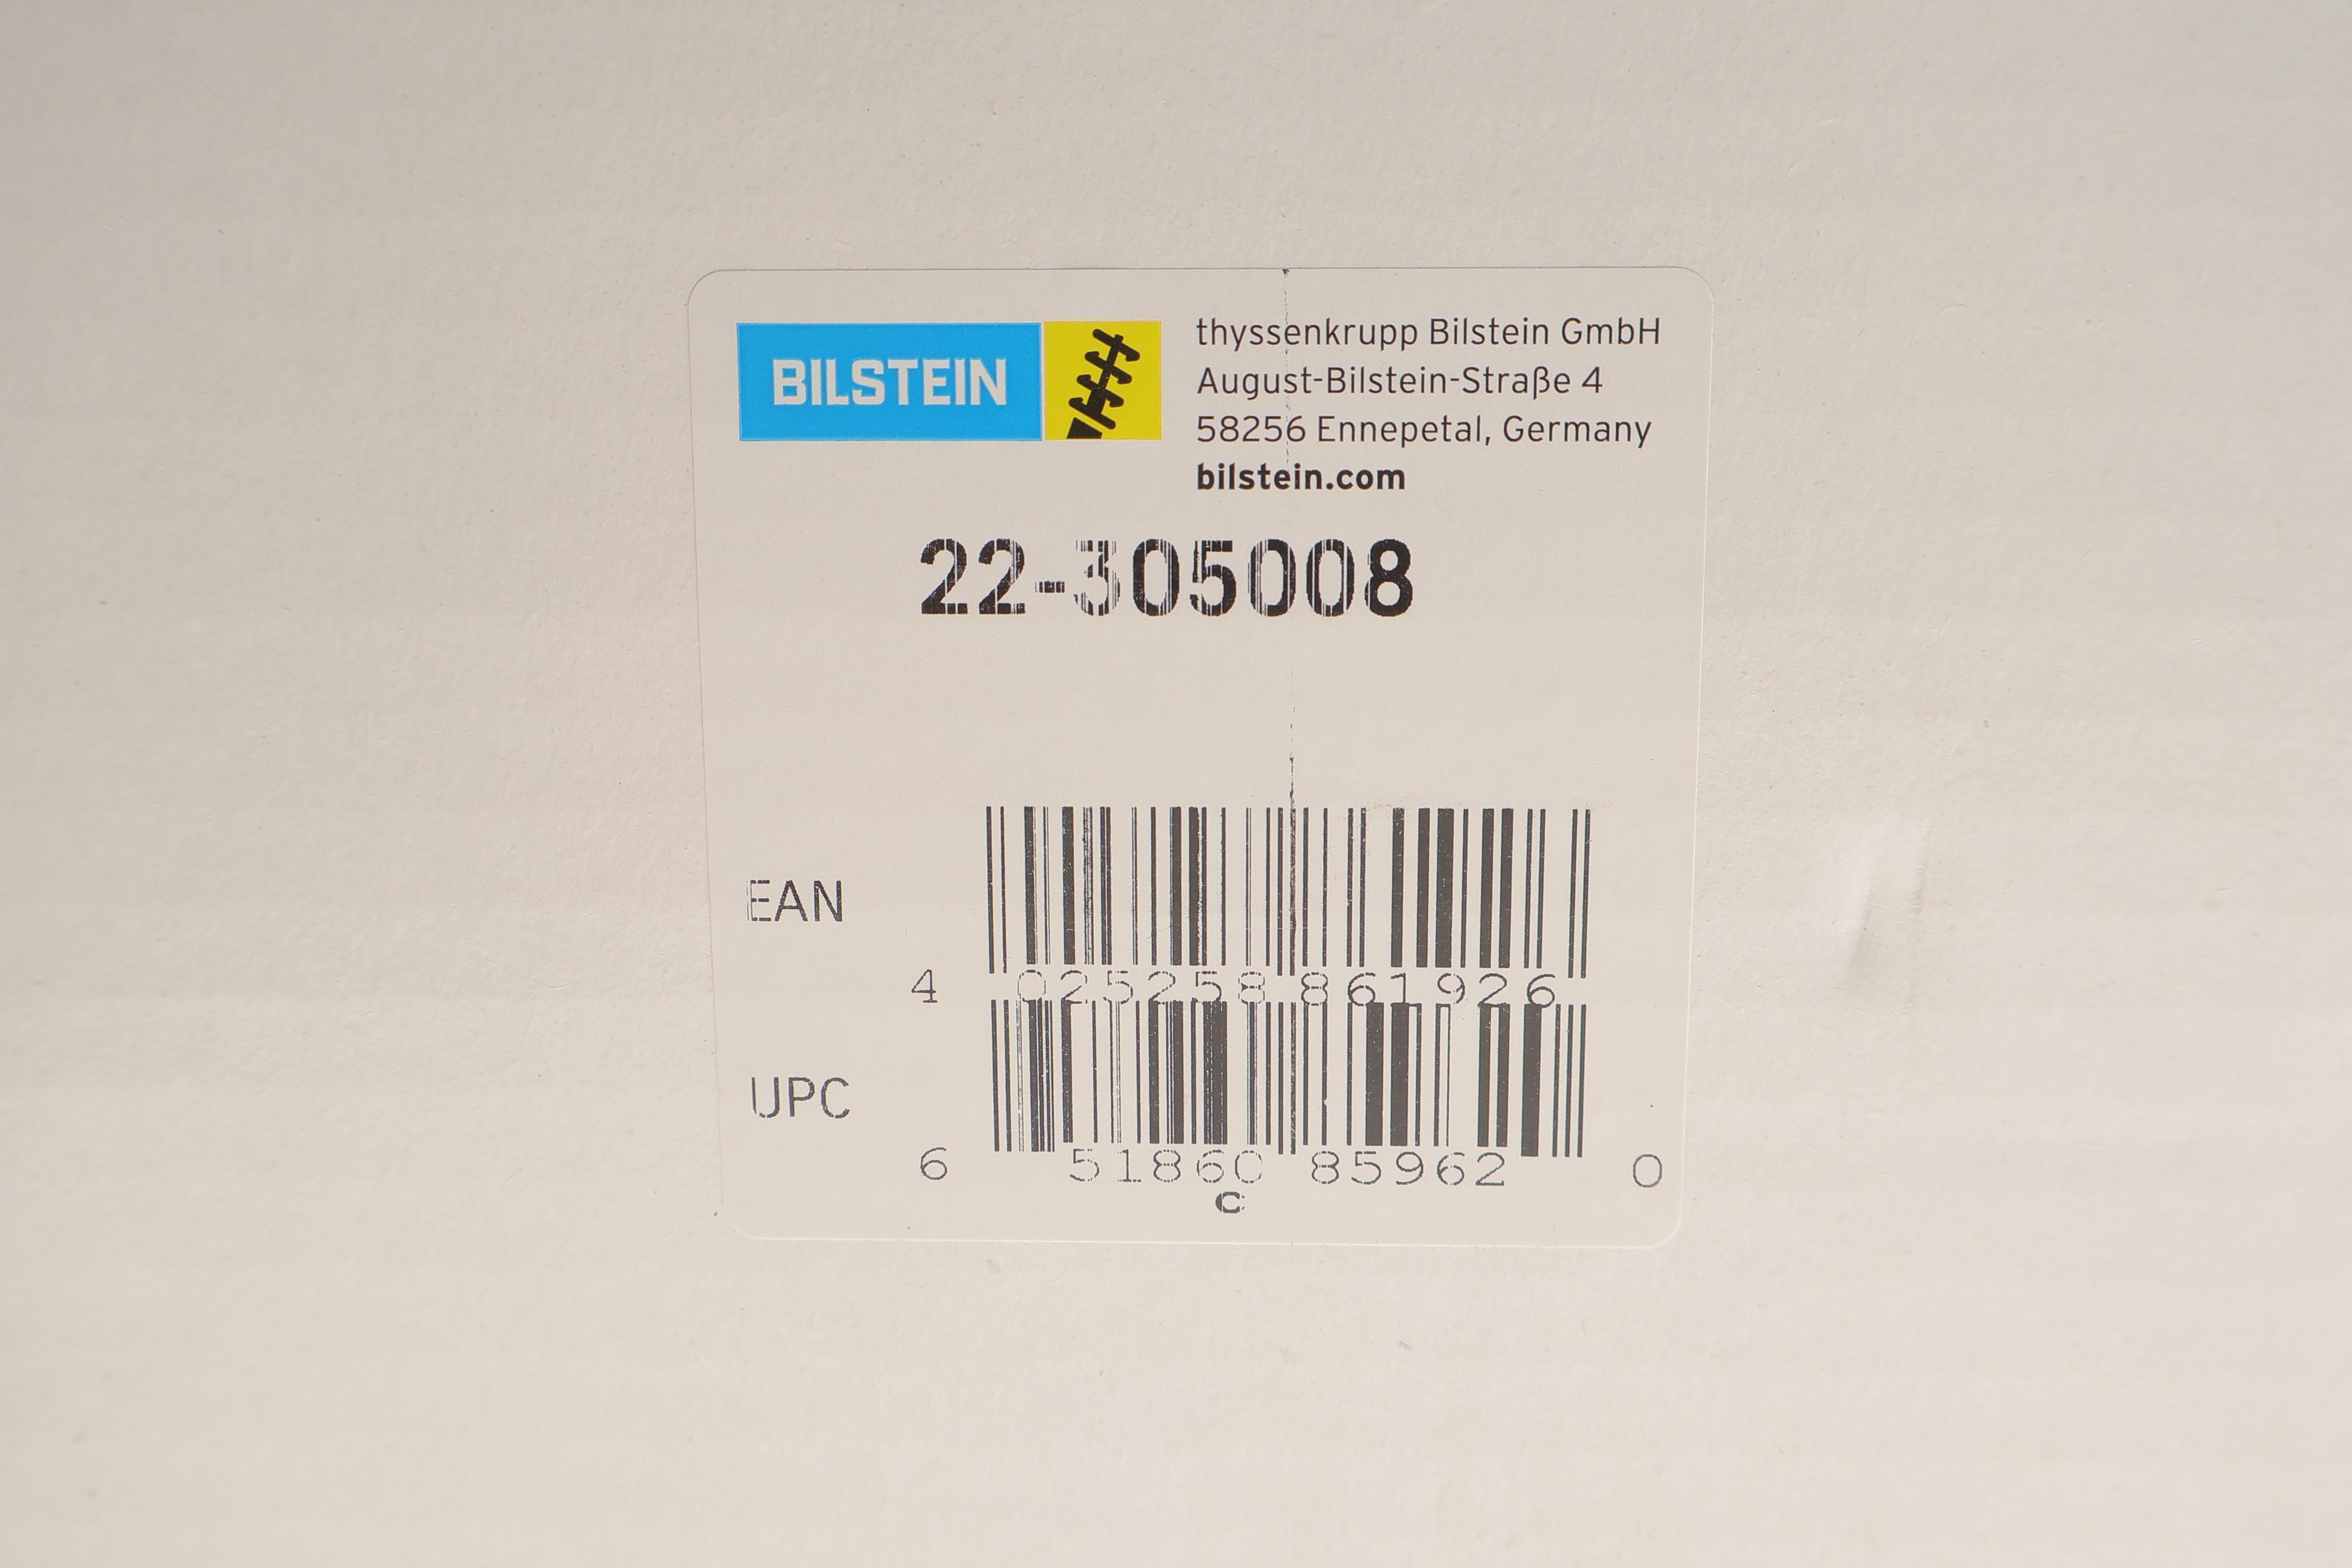 BILSTEIN
thyssenkrupp Bilstein GmbH
August-Bilstein-Straße 4
58256 Ennepetal, Germany
bilstein.com
22-305008
EAN
4 025258 861926
UPC
6 51860 85962 0
C